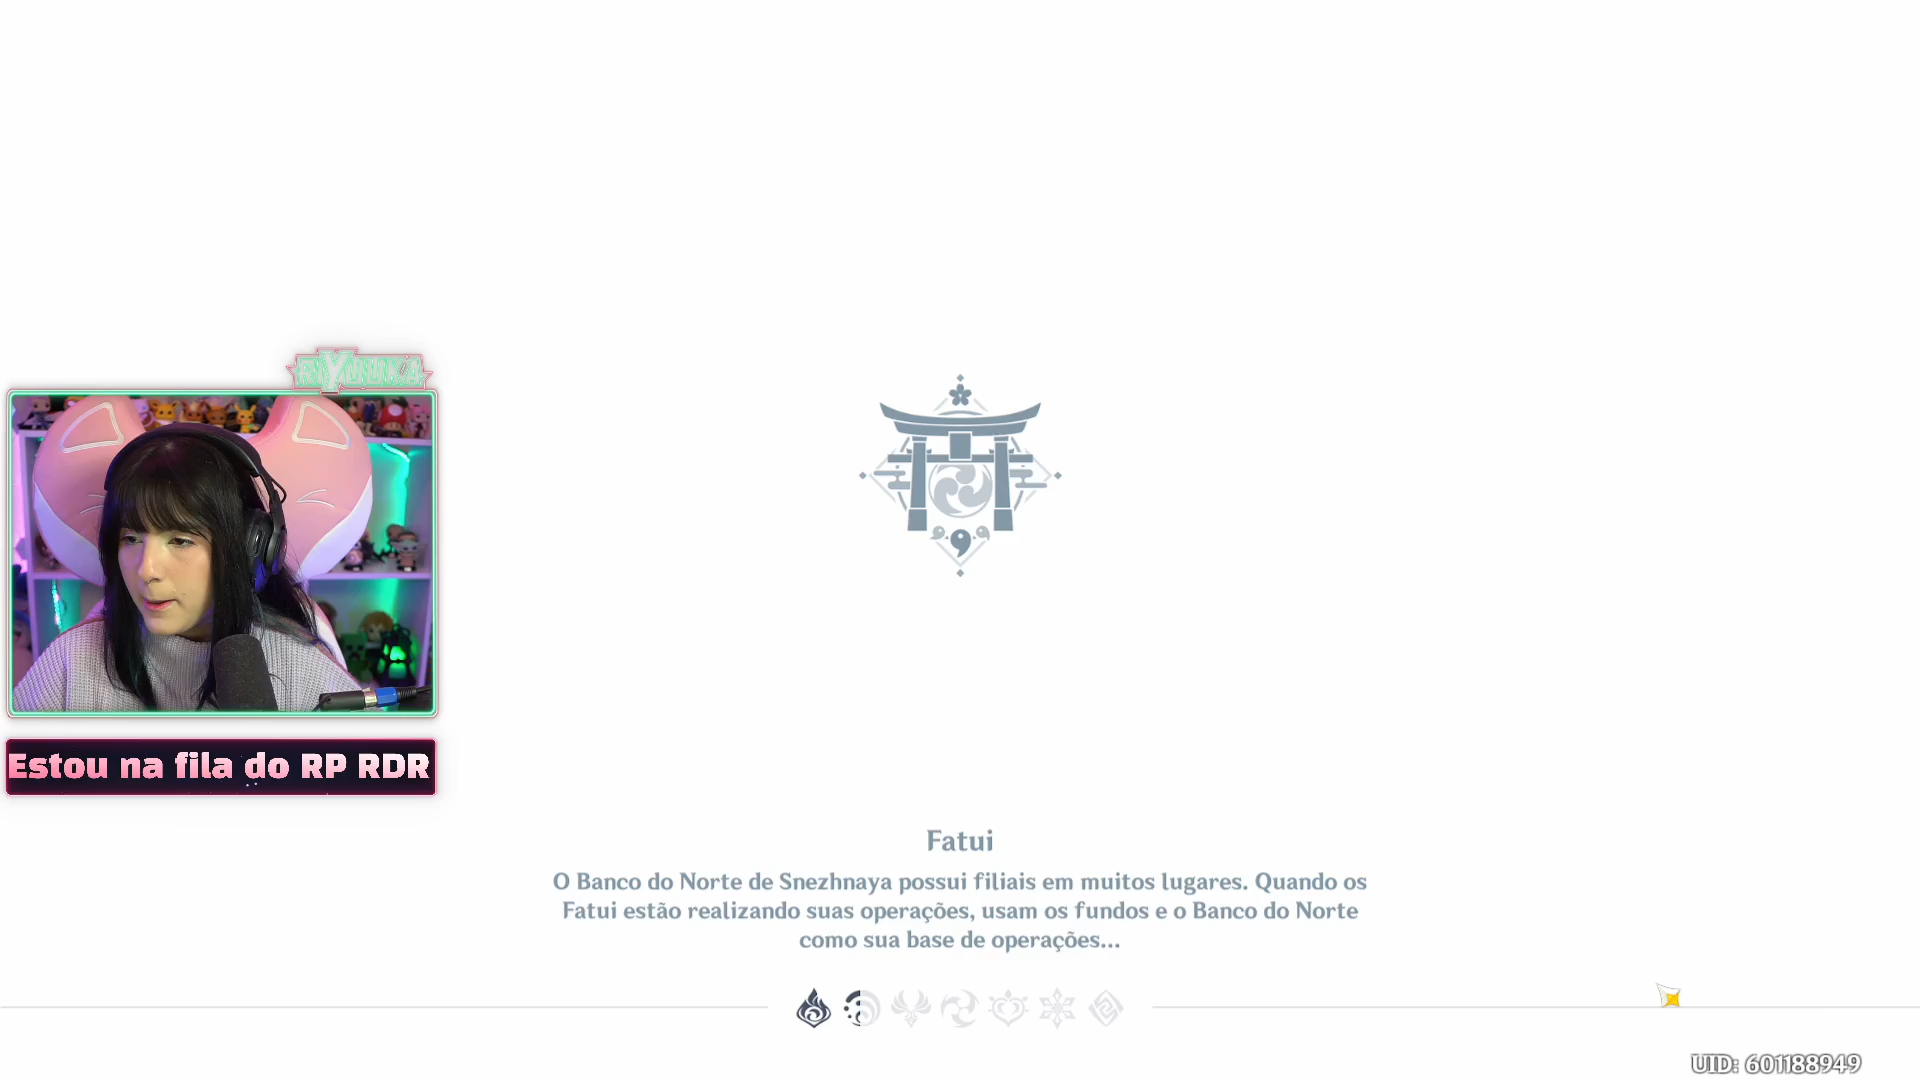 RIYUUKA
Estou na fila do RP RDR
Fatui
O Banco do Norte de Snezhnaya possui filiais em muitos lugares. Quando os
Fatui estão realizando suas operações, usam os fundos e o Banco do Norte
como sua base de operações...
UID: 601188949